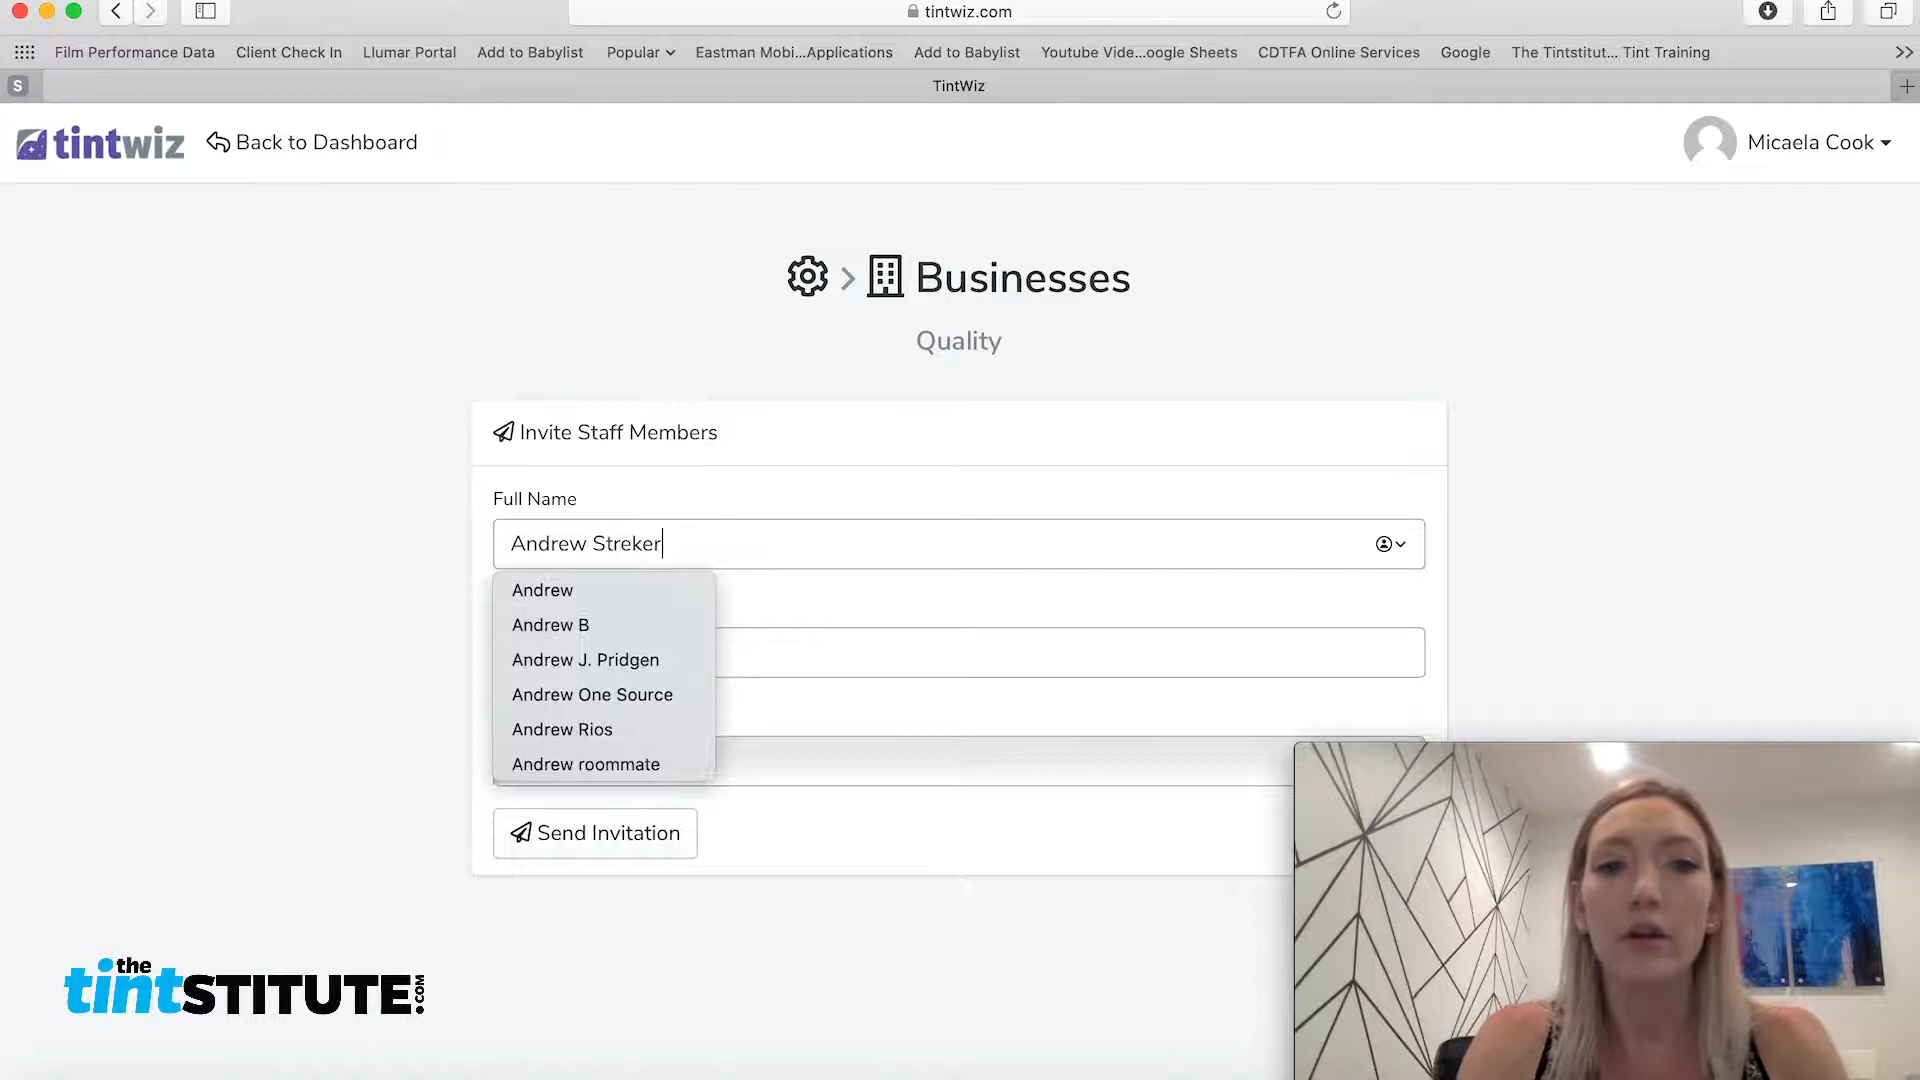 tintwiz.com
Film Performance Data Client Check In Llumar Portal Add to Babylist Popular Eastman Mobi...Applications Add to Babylist Youtube Vide...oogle Sheets CDTFA Online Services Google The Tintstitut... Tint Training
S TintWiz
tintwiz Back to Dashboard Micaela Cook
Businesses
Quality
Invite Staff Members
Full Name
Andrew Streker
Andrew
Andrew B
Andrew J. Pridgen
Andrew One Source
Andrew Rios
Andrew roommate
Send Invitation
the
tintSTITUTE.COM